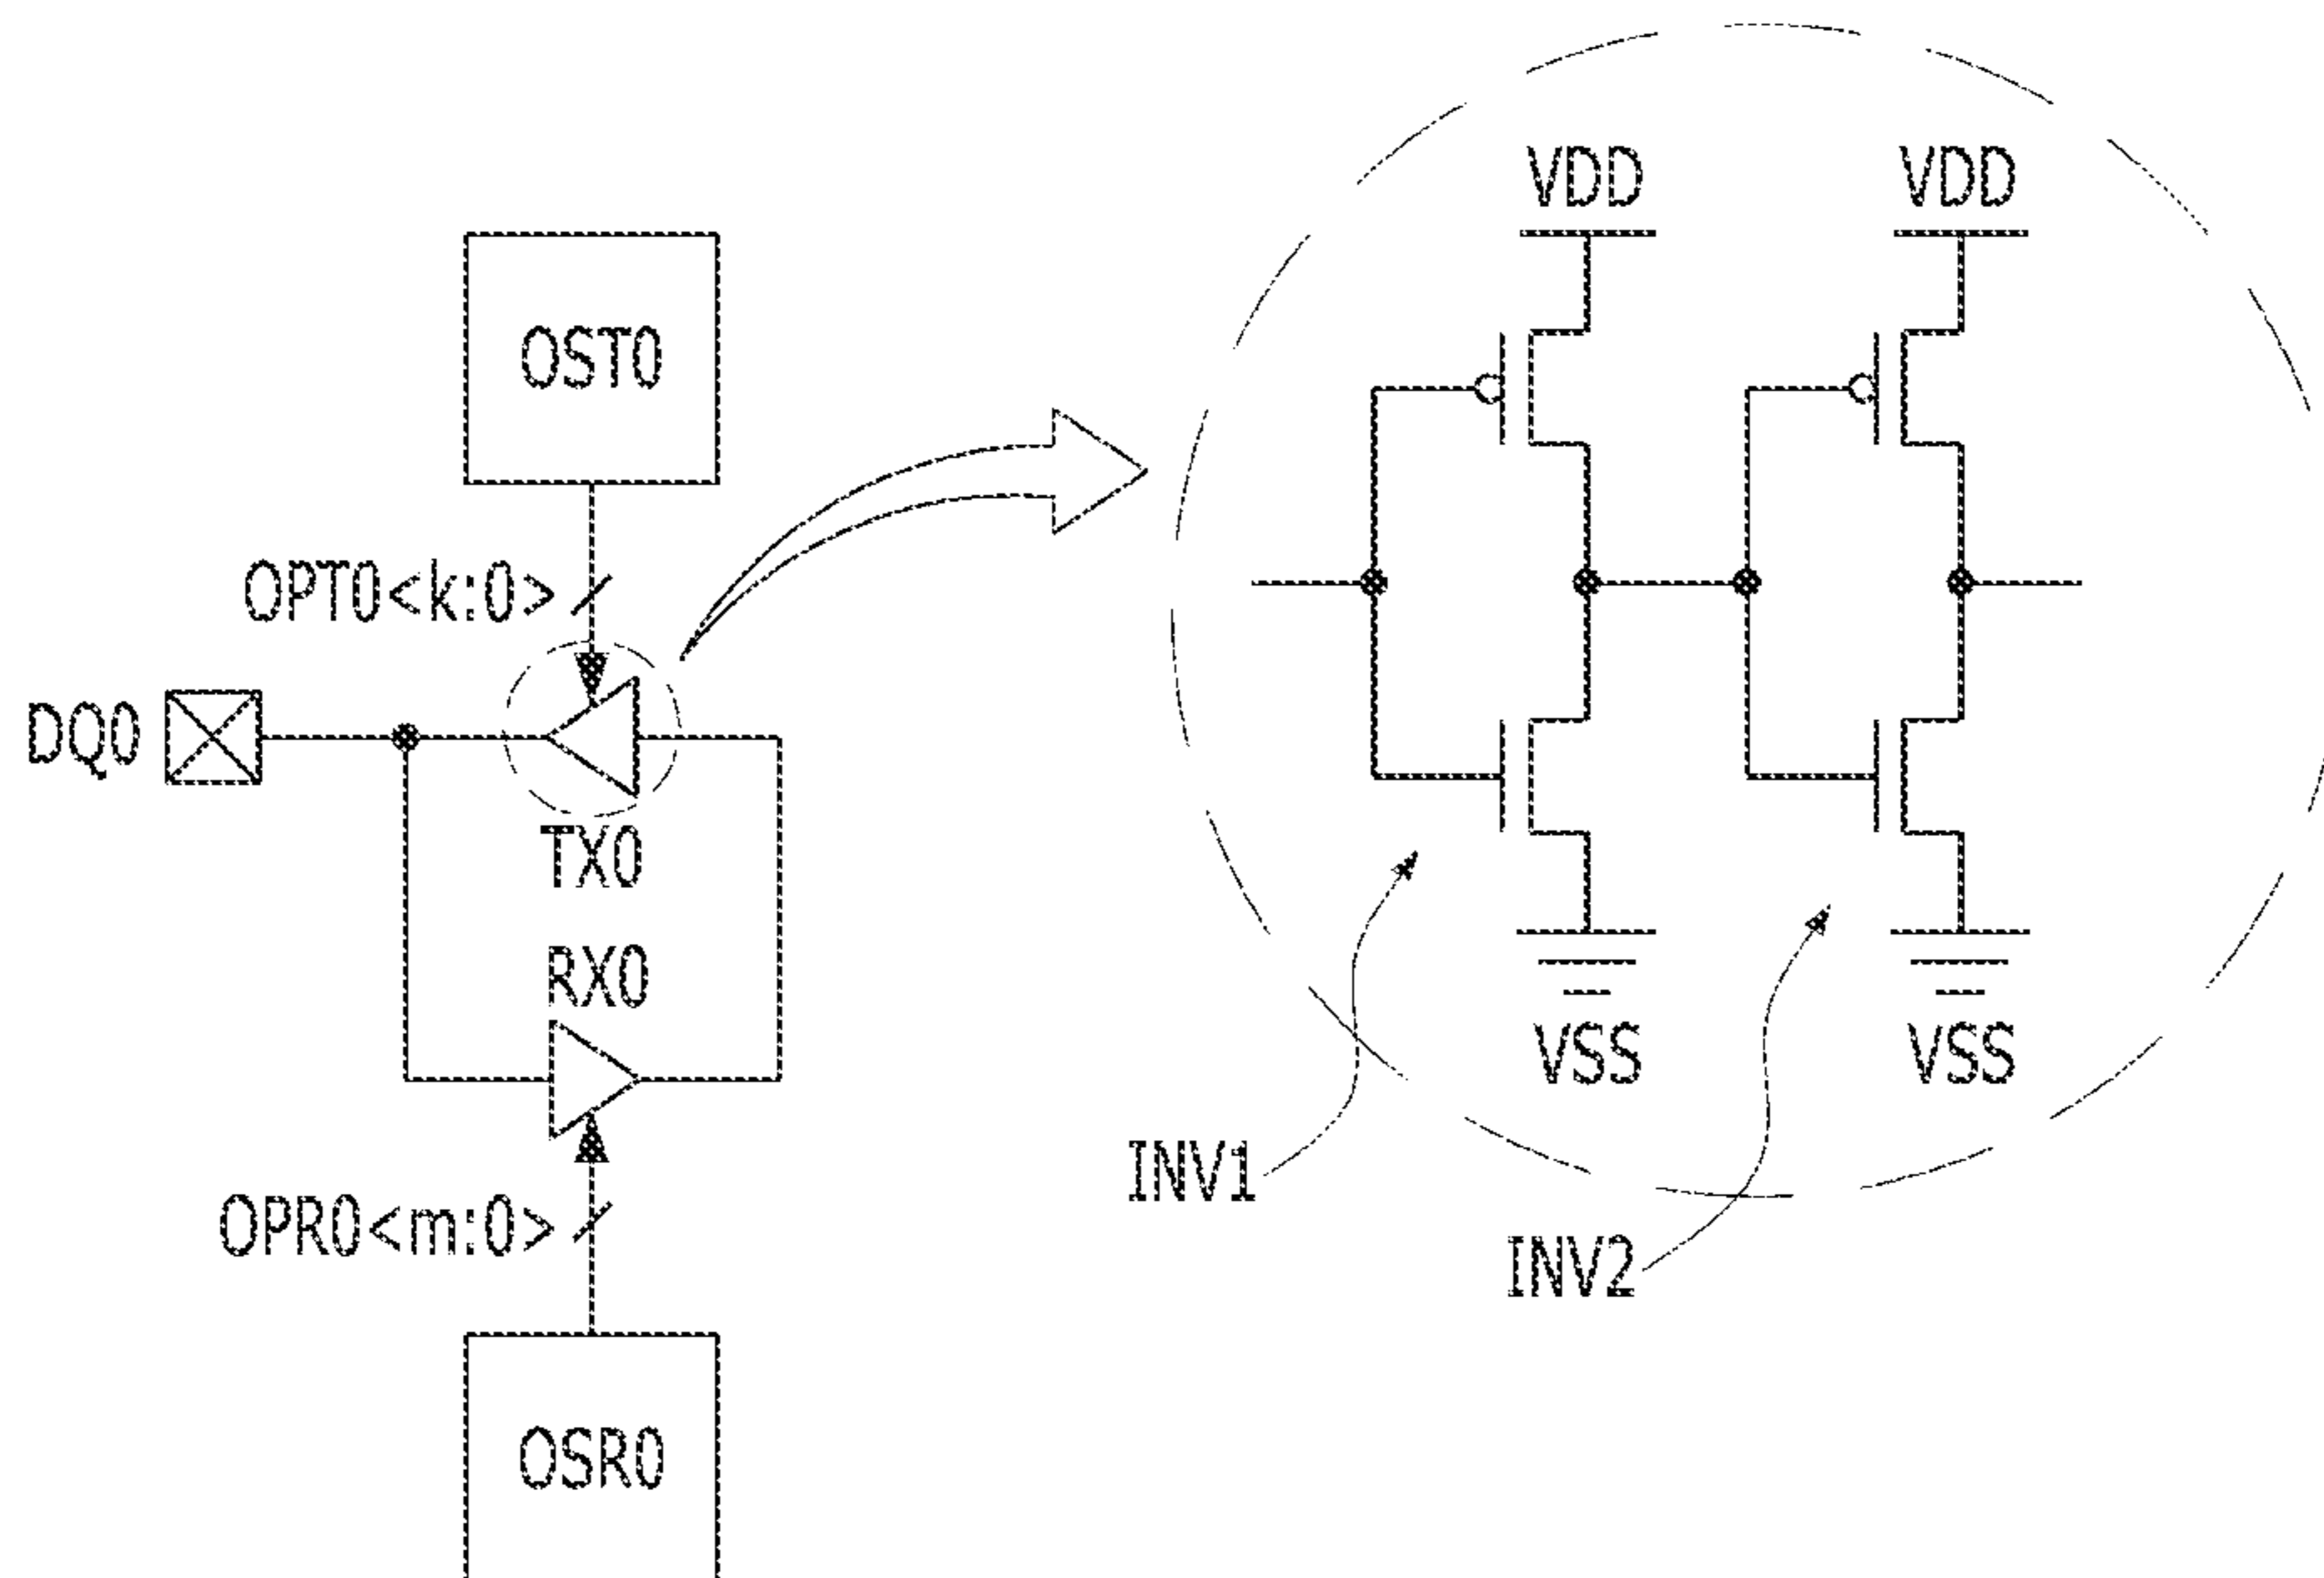 VDD VDD
OST0
OPT0<k:0>
DQ0
TX0
RX0
VSS VSS
INV1
OPR0<m:0>
INV2
OSR0